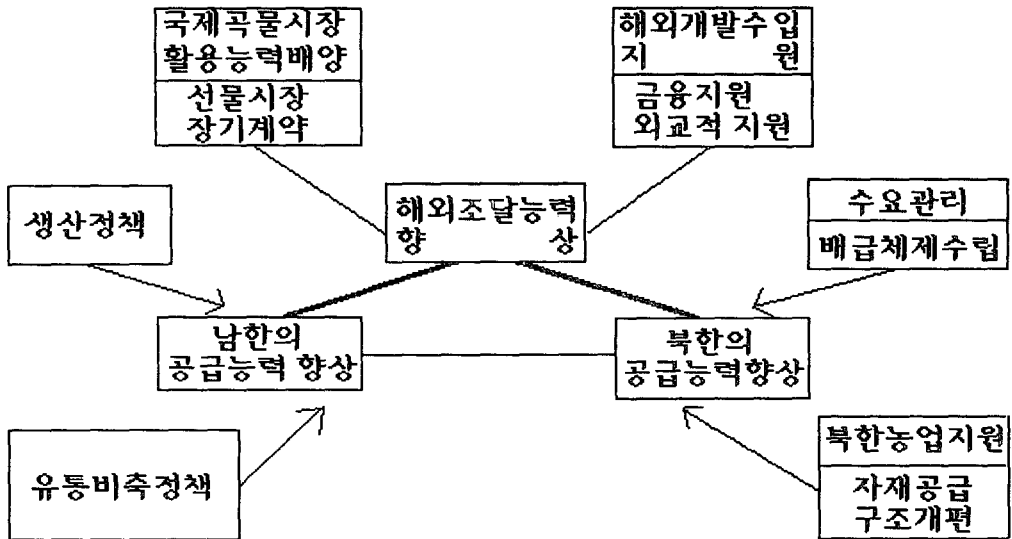 국제곡물시장
활용능력배양
선물시장
장기계약
해외개발수입
지 원
금융지원
외교적 지원
생산정책
해외조달능력
향 상
수요관리
배급체제수립
남한의
공급능력 향상
북한의
공급능력향상
유통비축정책
북한농업지원
자재공급
구조개편